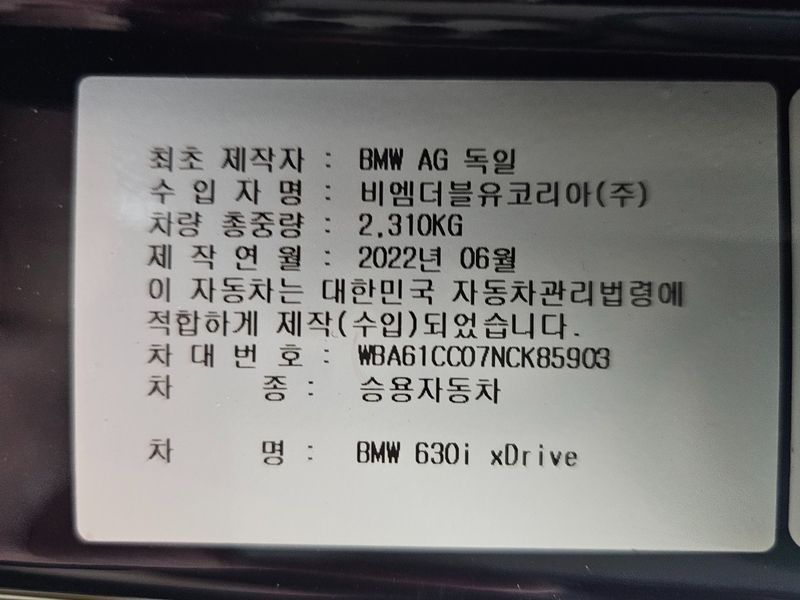 최초 제작자 : BMW AG 독일
수 입 자 명 : 비엠더블유코리아(주)
차량 총중량 : 2,310KG
제 작 연 월 : 2022년 06월
이 자동차는 대한민국 자동차관리법령에
적합하게 제작(수입)되었습니다.
차 대 번 호 : WBA61CC07NCK85903
차 종 : 승용자동차
차 명 : BMW 630i xDrive